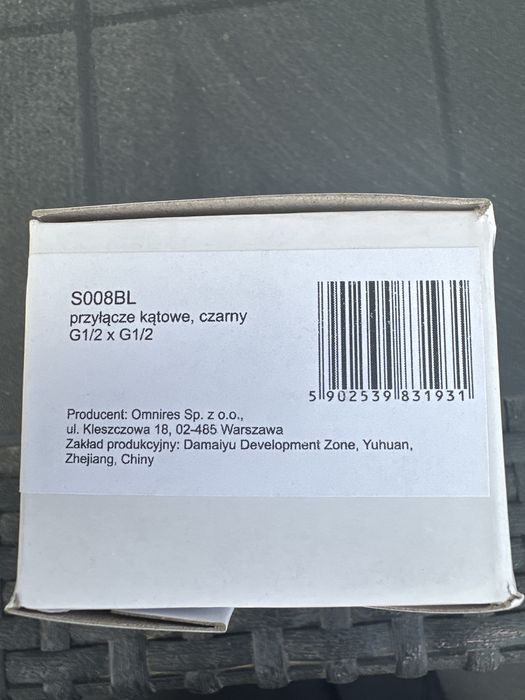 S008BL
przyłącze kątowe, czarny
G1/2 x G1/2
5 902539 831931
Producent: Omnires Sp. z o.o.,
ul. Kleszczowa 18, 02-485 Warszawa
Zakład produkcyjny: Damaiyu Development Zone, Yuhuan,
Zhejiang, Chiny